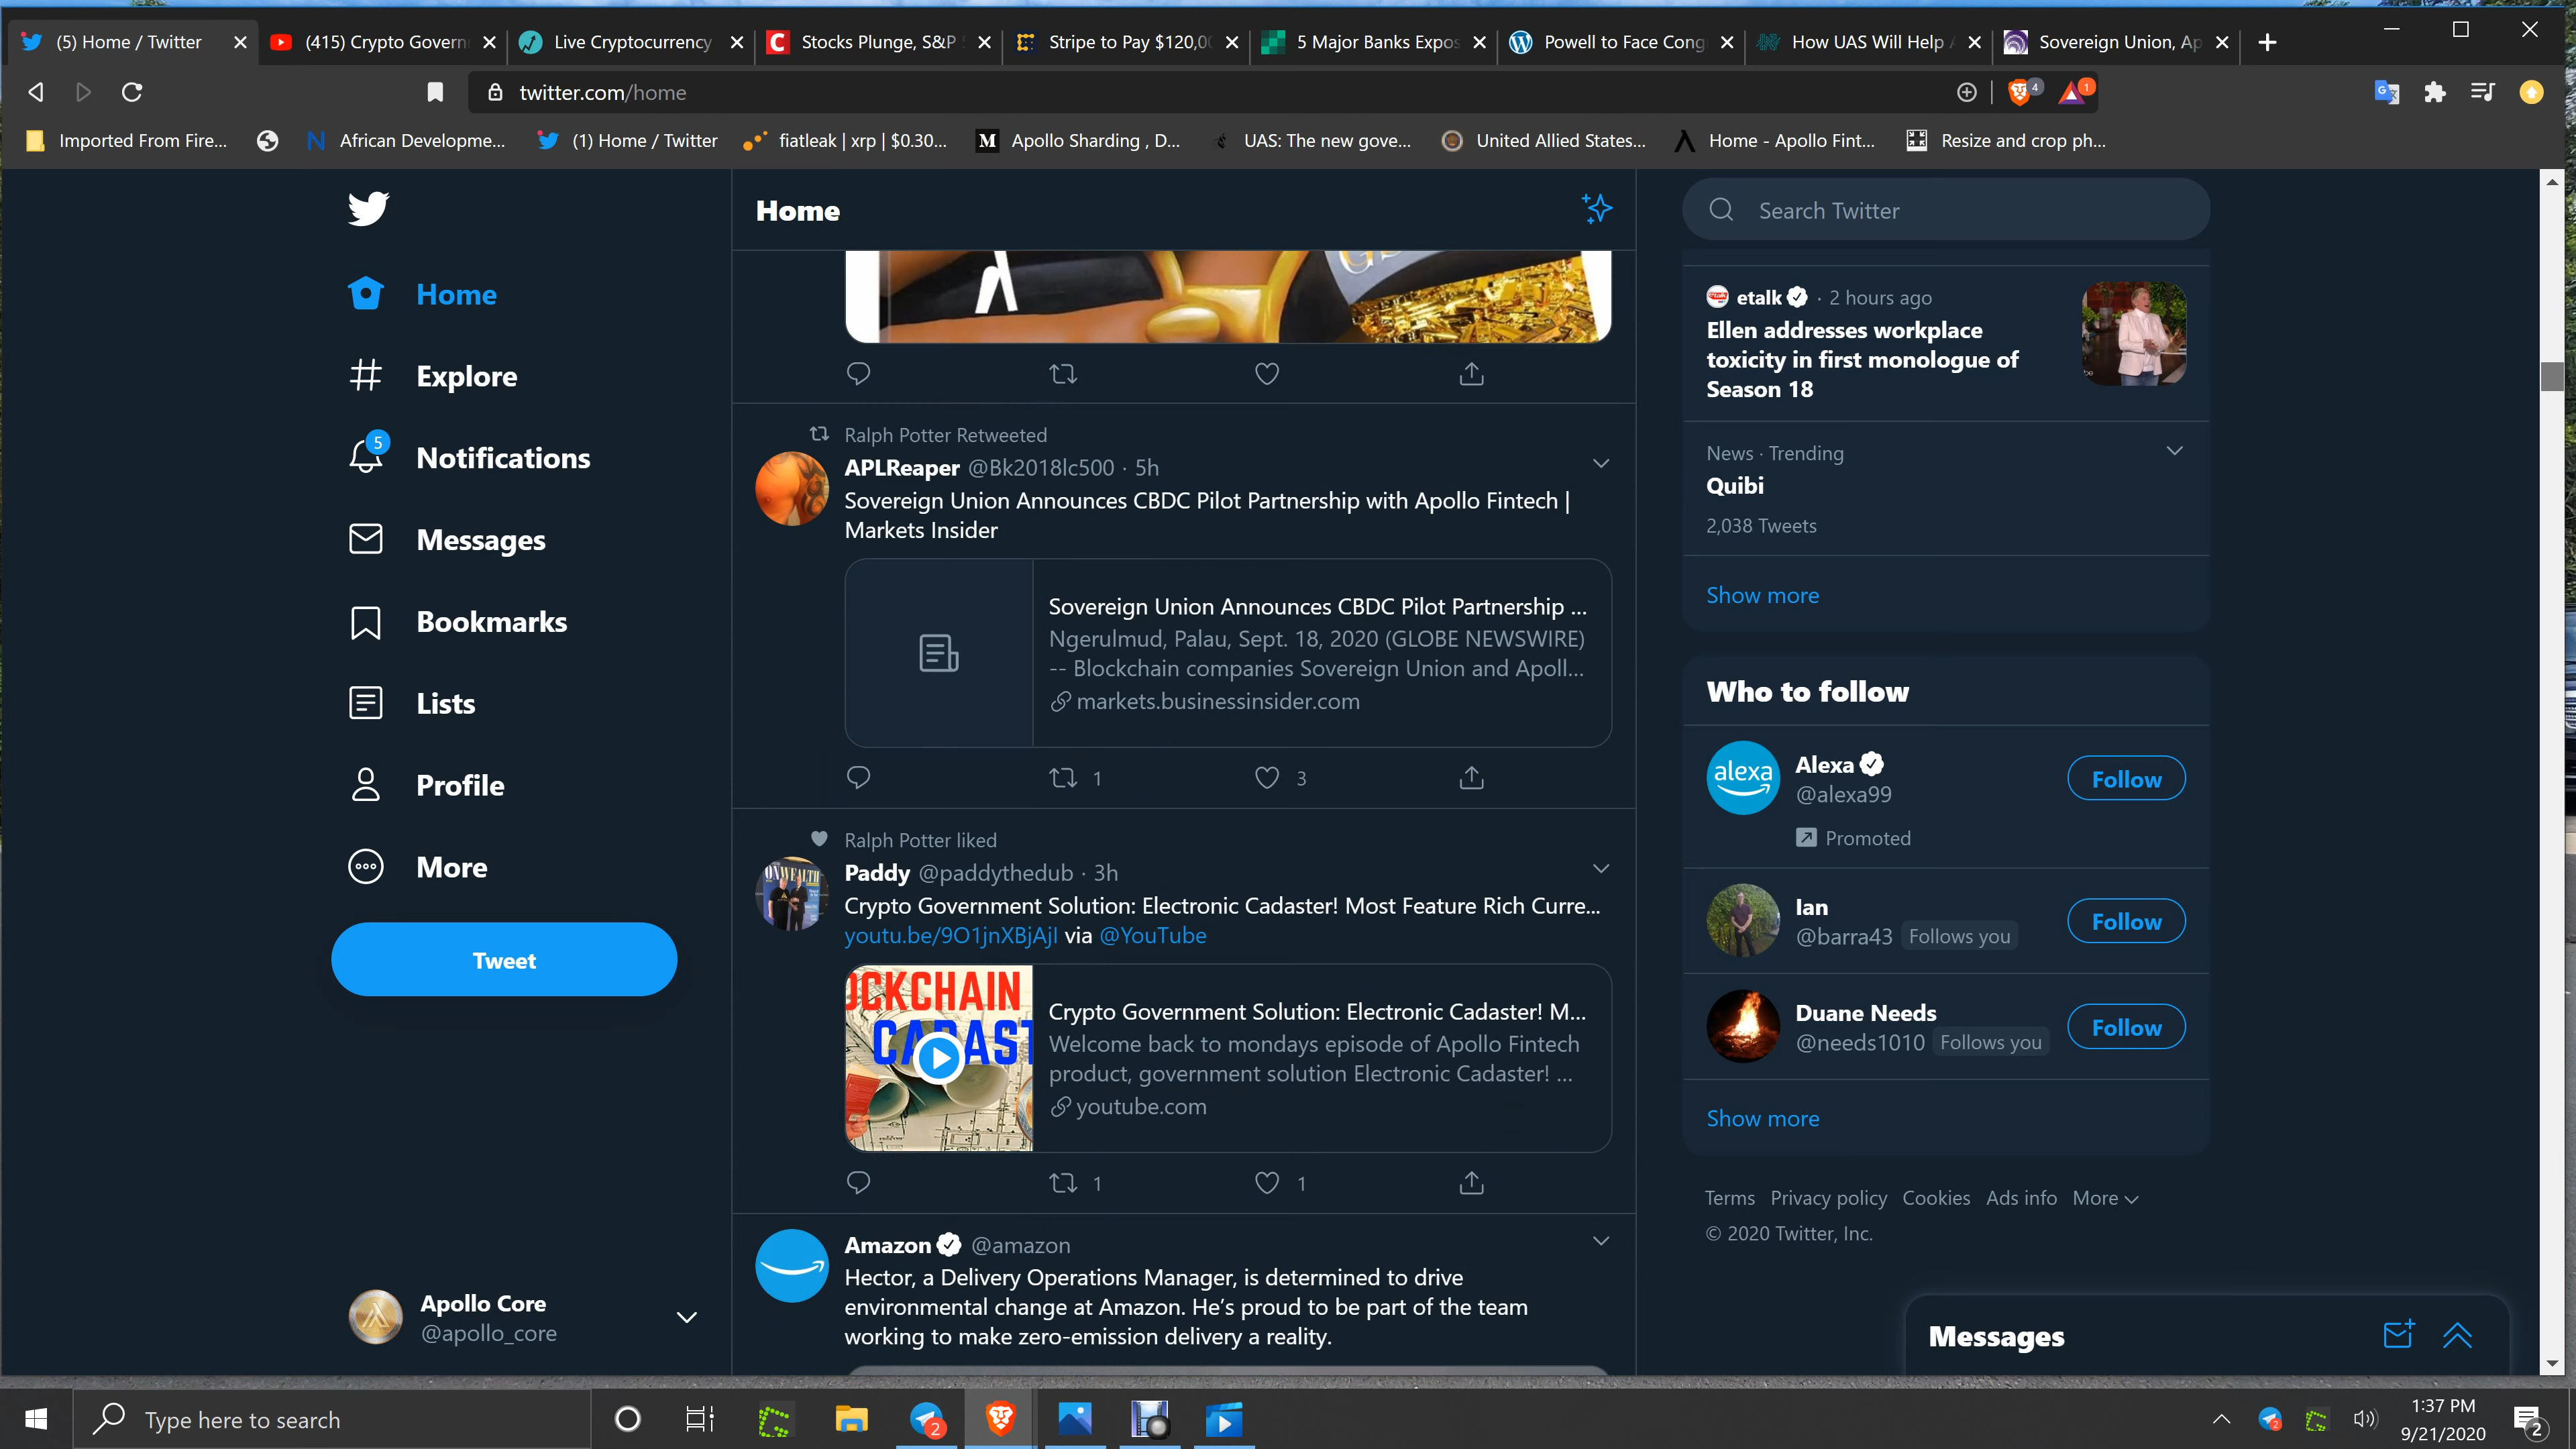 (5) Home / Twitter
(415) Crypto Govern
Live Cryptocurrency
Stocks Plunge, S&P
Stripe to Pay $120,0
5 Major Banks Expos
Powell to Face Cong
How UAS Will Help
Sovereign Union, Ap
twitter.com/home
4
1
Imported From Fire...
African Developme...
(1) Home / Twitter
fiatleak | xrp | $0.30...
Apollo Sharding , D...
UAS: The new gove...
United Allied States...
Home - Apollo Fint...
Resize and crop ph...
Home
Explore
5
Notifications
Messages
Bookmarks
Lists
Profile
More
Tweet
Apollo Core
@apollo_core
Home
Ralph Potter Retweeted
APLReaper @Bk2018lc500 · 5h
Sovereign Union Announces CBDC Pilot Partnership with Apollo Fintech |
Markets Insider
Sovereign Union Announces CBDC Pilot Partnership ...
Ngerulmud, Palau, Sept. 18, 2020 (GLOBE NEWSWIRE)
-- Blockchain companies Sovereign Union and Apoll...
markets.businessinsider.com
1
3
Ralph Potter liked
Paddy @paddythedub · 3h
Crypto Government Solution: Electronic Cadaster! Most Feature Rich Curre...
youtu.be/9O1jnXBjAjI via @YouTube
OCKCHAIN
CADAST
Crypto Government Solution: Electronic Cadaster! M...
Welcome back to mondays episode of Apollo Fintech
product, government solution Electronic Cadaster! ...
youtube.com
1
1
Amazon @amazon
Hector, a Delivery Operations Manager, is determined to drive
environmental change at Amazon. He's proud to be part of the team
working to make zero-emission delivery a reality.
Search Twitter
etalk · 2 hours ago
Ellen addresses workplace
toxicity in first monologue of
Season 18
News · Trending
Quibi
2,038 Tweets
Show more
Who to follow
alexa
Alexa
@alexa99
Follow
Promoted
Ian
@barra43 Follows you
Follow
Duane Needs
@needs1010 Follows you
Follow
Show more
Terms Privacy policy Cookies Ads info More
© 2020 Twitter, Inc.
Messages
Type here to search
2
2
1:37 PM
9/21/2020
2